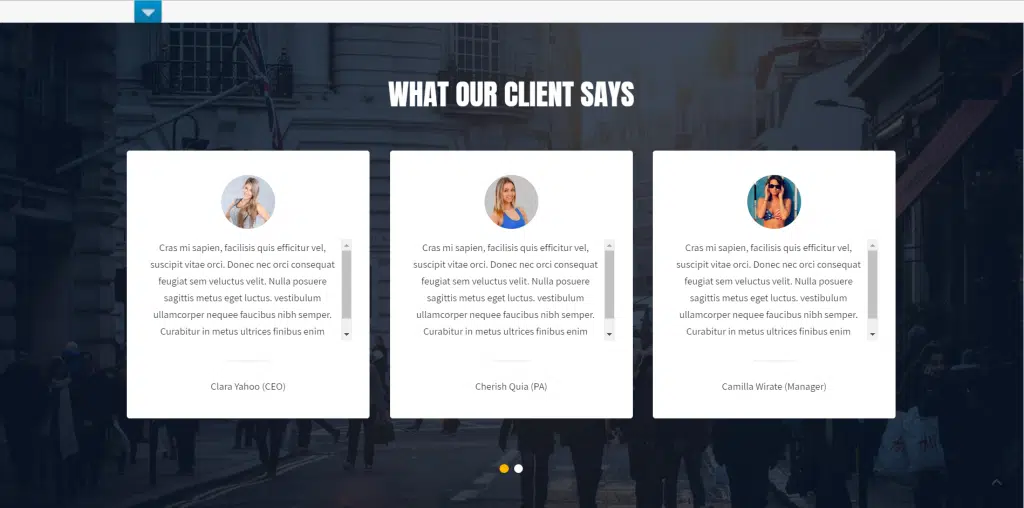 WHAT OUR CLIENT SAYS
Cras mi sapien, facilisis quis efficitur vel,
suscipit vitae orci. Donec nec orci consequat
feugiat sem veluctus velit. Nulla posuere
sagittis metus eget luctus. vestibulum
ullamcorper nequee faucibus nibh semper.
Curabitur in metus ultrices finibus enim
Clara Yahoo (CEO)
Cras mi sapien, facilisis quis efficitur vel,
suscipit vitae orci. Donec nec orci consequat
feugiat sem veluctus velit. Nulla posuere
sagittis metus eget luctus. vestibulum
ullamcorper nequee faucibus nibh semper.
Curabitur in metus ultrices finibus enim
Cherish Quia (PA)
Cras mi sapien, facilisis quis efficitur vel,
suscipit vitae orci. Donec nec orci consequat
feugiat sem veluctus velit. Nulla posuere
sagittis metus eget luctus. vestibulum
ullamcorper nequee faucibus nibh semper.
Curabitur in metus ultrices finibus enim
Camilla Wirate (Manager)